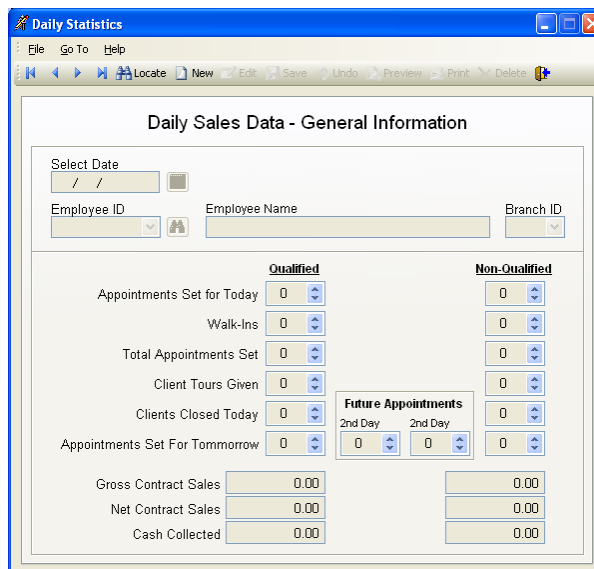 Daily Statistics
File Go To Help
Locate New Edit Save Undo Preview Print Delete
Daily Sales Data - General Information
Select Date
/ /
Employee ID Employee Name Branch ID
Qualified Non-Qualified
Appointments Set for Today 0 0
Walk-Ins 0 0
Total Appointments Set 0 0
Client Tours Given 0 0
Future Appointments
2nd Day 2nd Day
Clients Closed Today 0 0
Appointments Set For Tommorrow 0 0 0 0
Gross Contract Sales 0.00 0.00
Net Contract Sales 0.00 0.00
Cash Collected 0.00 0.00